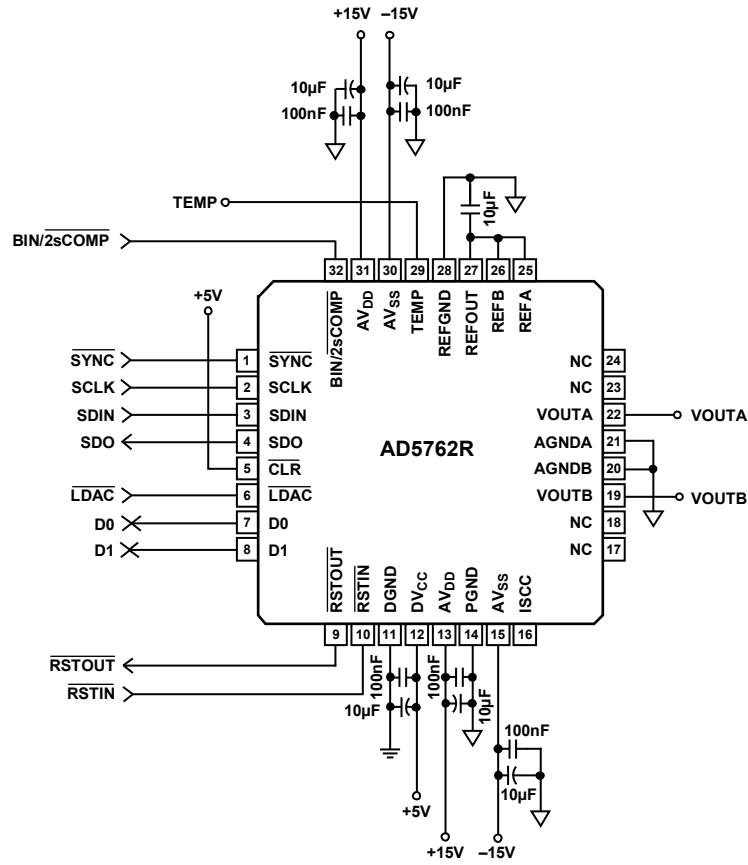 +15V –15V
10µF 10µF
100nF 100nF
TEMP
10µF
BIN/2sCOMP
32 31 30 29 28 27 26 25
+5V
BIN/2sCOMP AVDD AVSS TEMP REFGND REFOUT REFB REFA
SYNC 1 SYNC NC 24
SCLK 2 SCLK NC 23
SDIN 3 SDIN VOUTA 22 VOUTA
SDO 4 SDO AGNDA 21
AD5762R
5 CLR AGNDB 20
LDAC 6 LDAC VOUTB 19 VOUTB
D0 7 D0 NC 18
D1 8 D1 NC 17
RSTOUT RSTIN DGND DVCC AVDD PGND AVSS ISCC
9 10 11 12 13 14 15 16
RSTOUT
RSTIN
100nF 100nF
10µF 10µF
100nF
10µF
+5V
+15V –15V